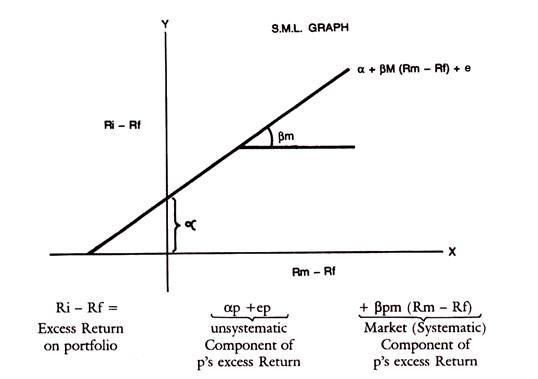 Y
S.M.L. GRAPH
α + βM (Rm – Rf) + e
Ri – Rf
βm
α
X
Rm – Rf
Ri – Rf = αp +ep + βpm (Rm – Rf)
Excess Return unsystematic Market (Systematic)
on portfolio Component of Component of
p's excess Return p's excess Return